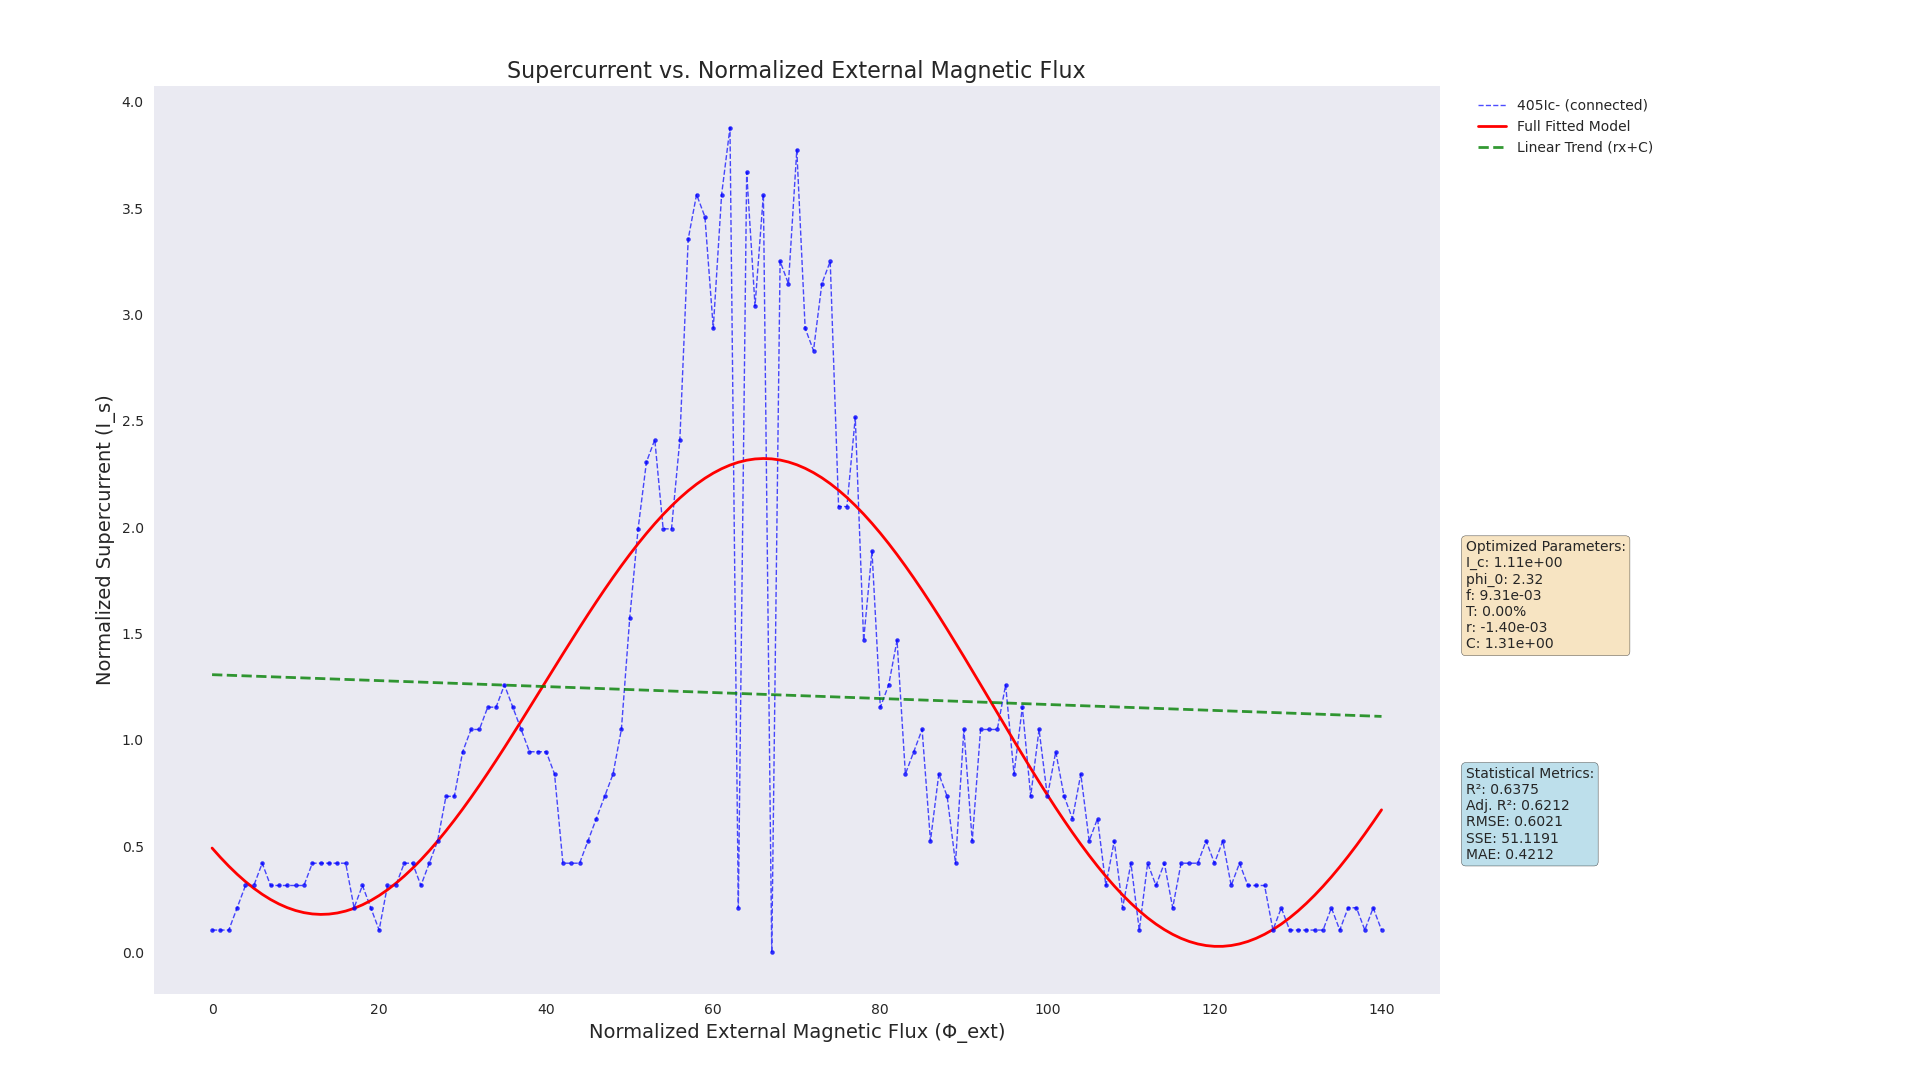 Supercurrent vs. Normalized External Magnetic Flux
4.0
3.5
3.0
2.5
2.0
1.5
1.0
0.5
0.0
Normalized Supercurrent (I_s)
0 20 40 60 80 100 120 140
Normalized External Magnetic Flux (Φ_ext)
405Ic- (connected)
Full Fitted Model
Linear Trend (rx+C)
Optimized Parameters:
I_c: 1.11e+00
phi_0: 2.32
f: 9.31e-03
T: 0.00%
r: -1.40e-03
C: 1.31e+00
Statistical Metrics:
R²: 0.6375
Adj. R²: 0.6212
RMSE: 0.6021
SSE: 51.1191
MAE: 0.4212